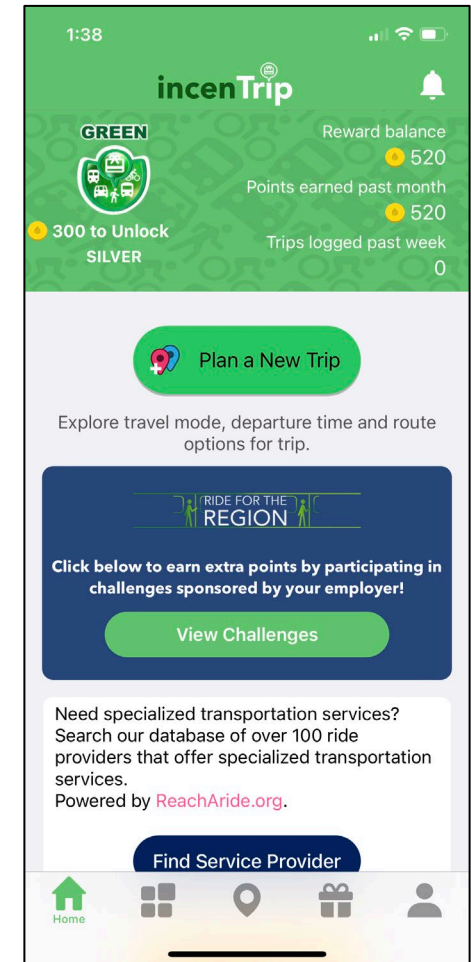 1:38
incenTrip
GREEN
300 to Unlock
SILVER
Reward balance
520
Points earned past month
520
Trips logged past week
0
Plan a New Trip
Explore travel mode, departure time and route
options for trip.
RIDE FOR THE
REGION
Click below to earn extra points by participating in
challenges sponsored by your employer!
View Challenges
Need specialized transportation services?
Search our database of over 100 ride
providers that offer specialized transportation
services.
Powered by ReachAride.org.
Find Service Provider
Home